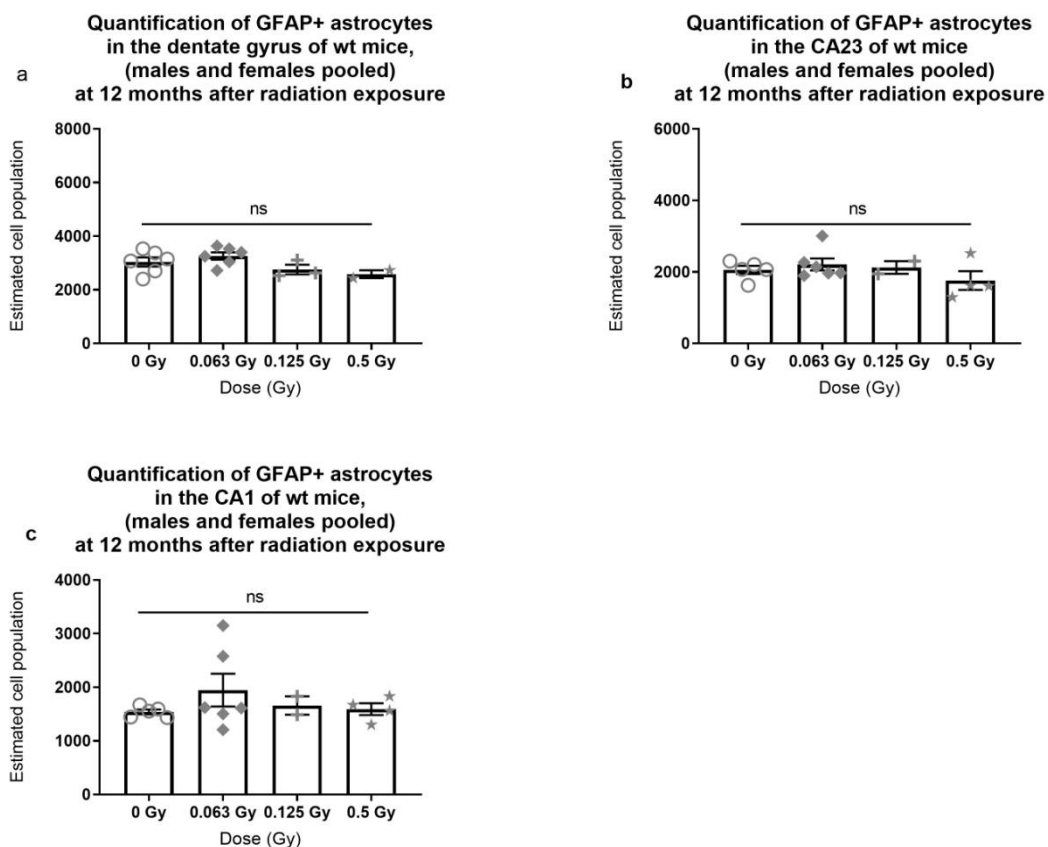 a
Quantification of GFAP+ astrocytes
in the dentate gyrus of wt mice,
(males and females pooled)
at 12 months after radiation exposure
Estimated cell population
8000
6000
4000
2000
0
ns
0 Gy
0.063 Gy
0.125 Gy
0.5 Gy
Dose (Gy)
b
Quantification of GFAP+ astrocytes
in the CA23 of wt mice
(males and females pooled)
at 12 months after radiation exposure
Estimated cell population
6000
4000
2000
0
ns
0 Gy
0.063 Gy
0.125 Gy
0.5 Gy
Dose (Gy)
c
Quantification of GFAP+ astrocytes
in the CA1 of wt mice,
(males and females pooled)
at 12 months after radiation exposure
Estimated cell population
4000
3000
2000
1000
0
ns
0 Gy
0.063 Gy
0.125 Gy
0.5 Gy
Dose (Gy)